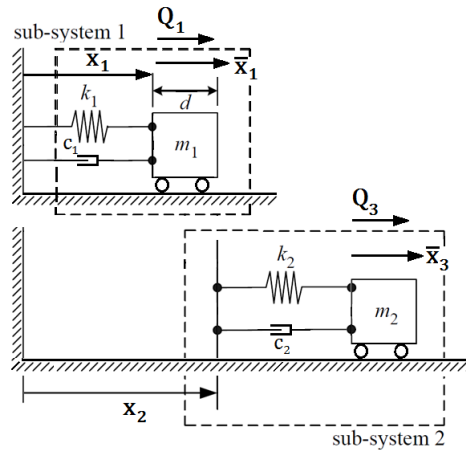 sub-system 1
Q₁
x₁
x̄₁
k₁
d
c₁
m₁
Q₃
x̄₃
k₂
m₂
c₂
x₂
sub-system 2